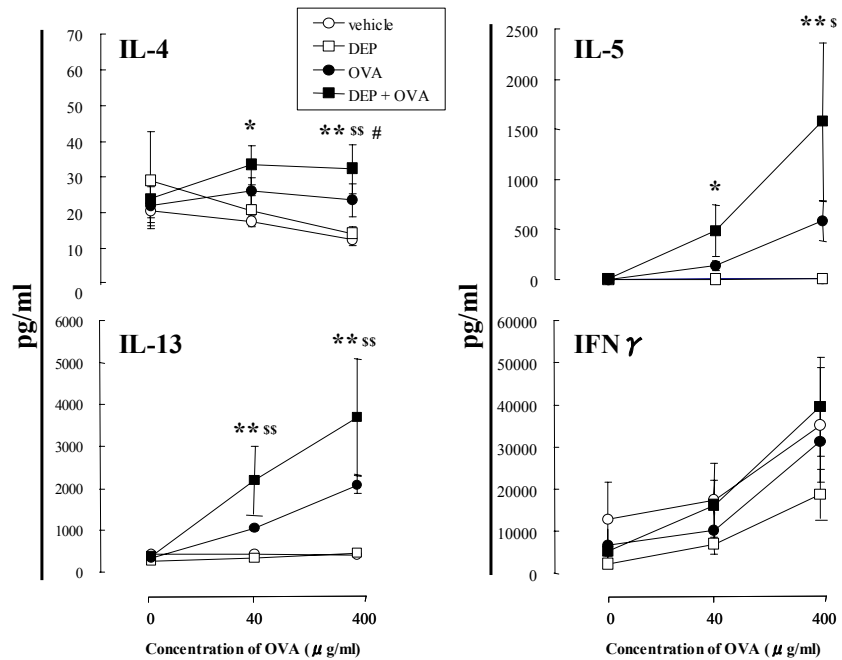 vehicle
DEP
OVA
DEP + OVA
IL-4
70
60
50
40
30
20
10
0
*
** $$ #
IL-5
2500
2000
1500
1000
500
0
*
** $
pg/ml
pg/ml
IL-13
6000
5000
4000
3000
2000
1000
0
** $$
** $$
0 40 400
Concentration of OVA ( μ g/ml)
IFN γ
60000
50000
40000
30000
20000
10000
0
0 40 400
Concentration of OVA ( μ g/ml)